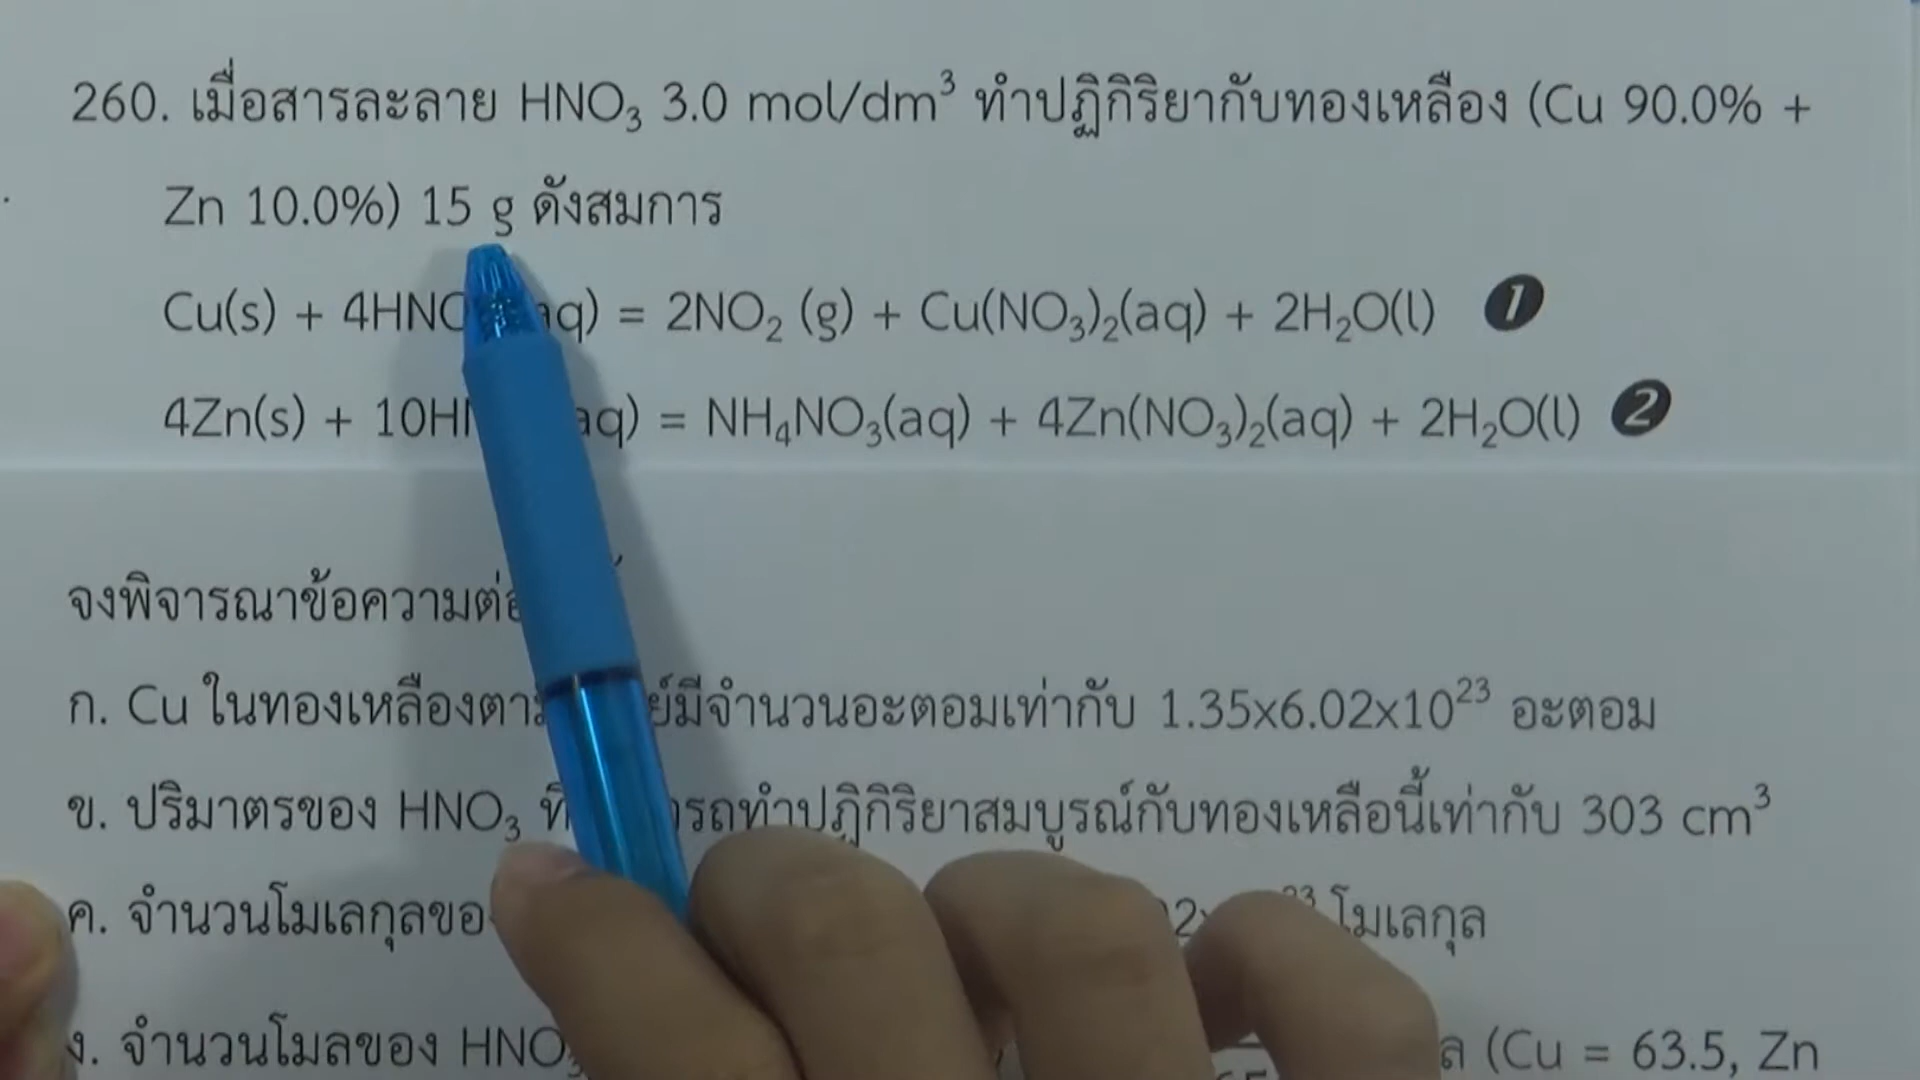 260. เมื่อสารละลาย HNO₃ 3.0 mol/dm³ ทำปฏิกิริยากับทองเหลือง (Cu 90.0% +
Zn 10.0%) 15 g ดังสมการ
Cu(s) + 4HNO aq) = 2NO₂ (g) + Cu(NO₃)₂(aq) + 2H₂O(l) ❶
4Zn(s) + 10H aq) = NH₄NO₃(aq) + 4Zn(NO₃)₂(aq) + 2H₂O(l) ❷
จงพิจารณาข้อความ
ก. Cu ในทองเหลือง มีจำนวนอะตอมเท่ากับ 1.35x6.02x10²³ อะตอม
ข. ปริมาตรของ HNO₃ ทำปฏิกิริยาสมบูรณ์กับทองเหลือนี้เท่ากับ 303 cm³
ค. จำนวนโมเลกุล โมเลกุล
ง. จำนวนโมลของ HNO (Cu = 63.5, Zn